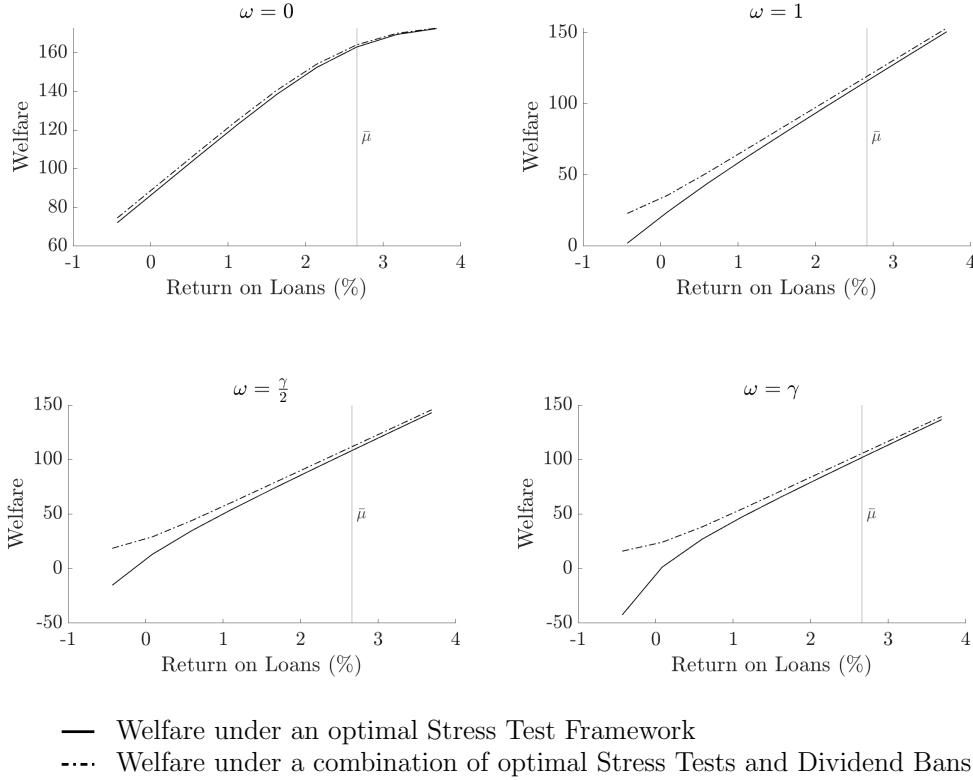 ω = 0
160
140
120
100
80
60
-1 0 1 2 3 4
Welfare
Return on Loans (%)
μ̄
ω = 1
150
100
50
0
-1 0 1 2 3 4
Welfare
Return on Loans (%)
μ̄
ω = γ/2
150
100
50
0
-50
-1 0 1 2 3 4
Welfare
Return on Loans (%)
μ̄
ω = γ
150
100
50
0
-50
-1 0 1 2 3 4
Welfare
Return on Loans (%)
μ̄
Welfare under an optimal Stress Test Framework
Welfare under a combination of optimal Stress Tests and Dividend Bans